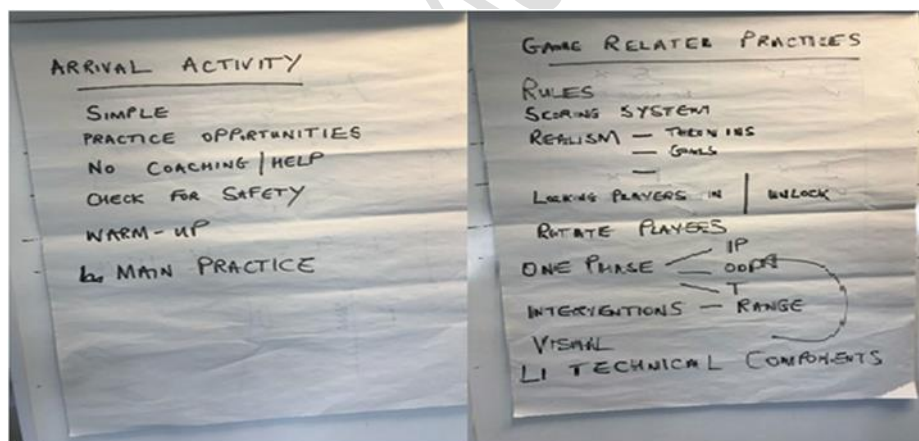 ARRIVAL ACTIVITY
SIMPLE
PRACTICE OPPORTUNITIES
NO COACHING / HELP
CHECK FOR SAFETY
WARM-UP
↳ MAIN PRACTICE
GAME RELATED PRACTICES
RULES
SCORING SYSTEM
REALISM — THROW INS
— GOALS
—
LOCKING PLAYERS IN | UNLOCK
ROTATE PLAYERS
IP
ONE PHASE — OOP
T
INTERVENTIONS — RANGE
VISUAL
L1 TECHNICAL COMPONENTS